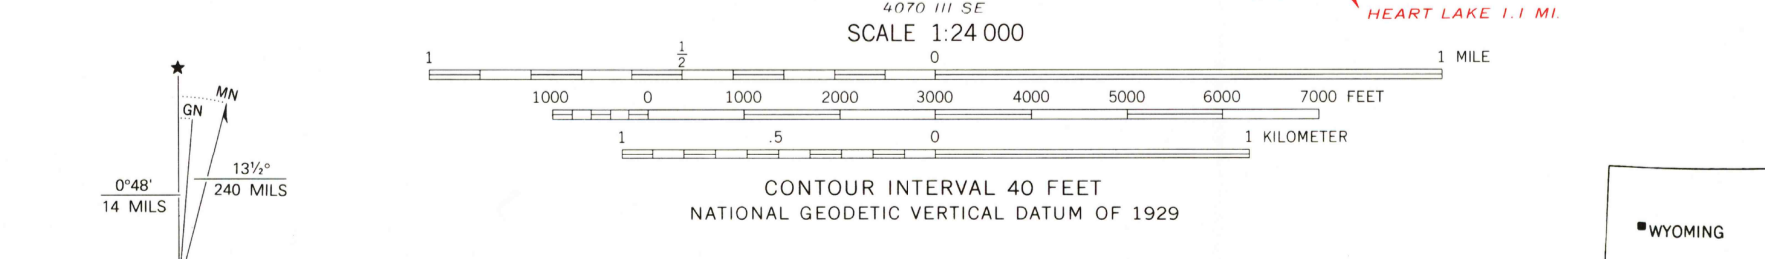 4070 III SE
HEART LAKE 1.1 MI.
SCALE 1:24 000
1 1/2 0 1 MILE
1000 0 1000 2000 3000 4000 5000 6000 7000 FEET
1 .5 0 1 KILOMETER
CONTOUR INTERVAL 40 FEET
NATIONAL GEODETIC VERTICAL DATUM OF 1929
★
MN
GN
13½°
240 MILS
0°48'
14 MILS
WYOMING